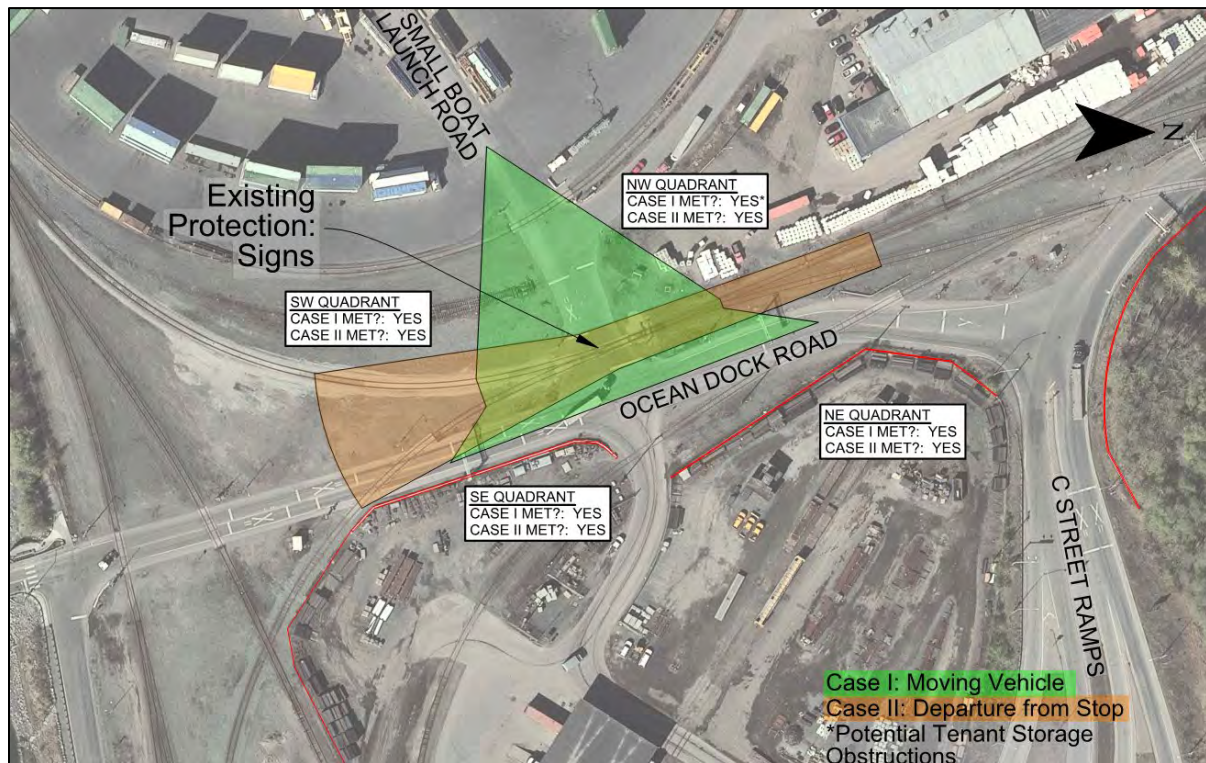 SMALL BOAT
LAUNCH ROAD
Existing
Protection:
Signs
NW QUADRANT
CASE I MET?: YES*
CASE II MET?: YES
N
SW QUADRANT
CASE I MET?: YES
CASE II MET?: YES
OCEAN DOCK ROAD
NE QUADRANT
CASE I MET?: YES
CASE II MET?: YES
SE QUADRANT
CASE I MET?: YES
CASE II MET?: YES
C STREET RAMPS
Case I: Moving Vehicle
Case II: Departure from Stop
*Potential Tenant Storage
Obstructions